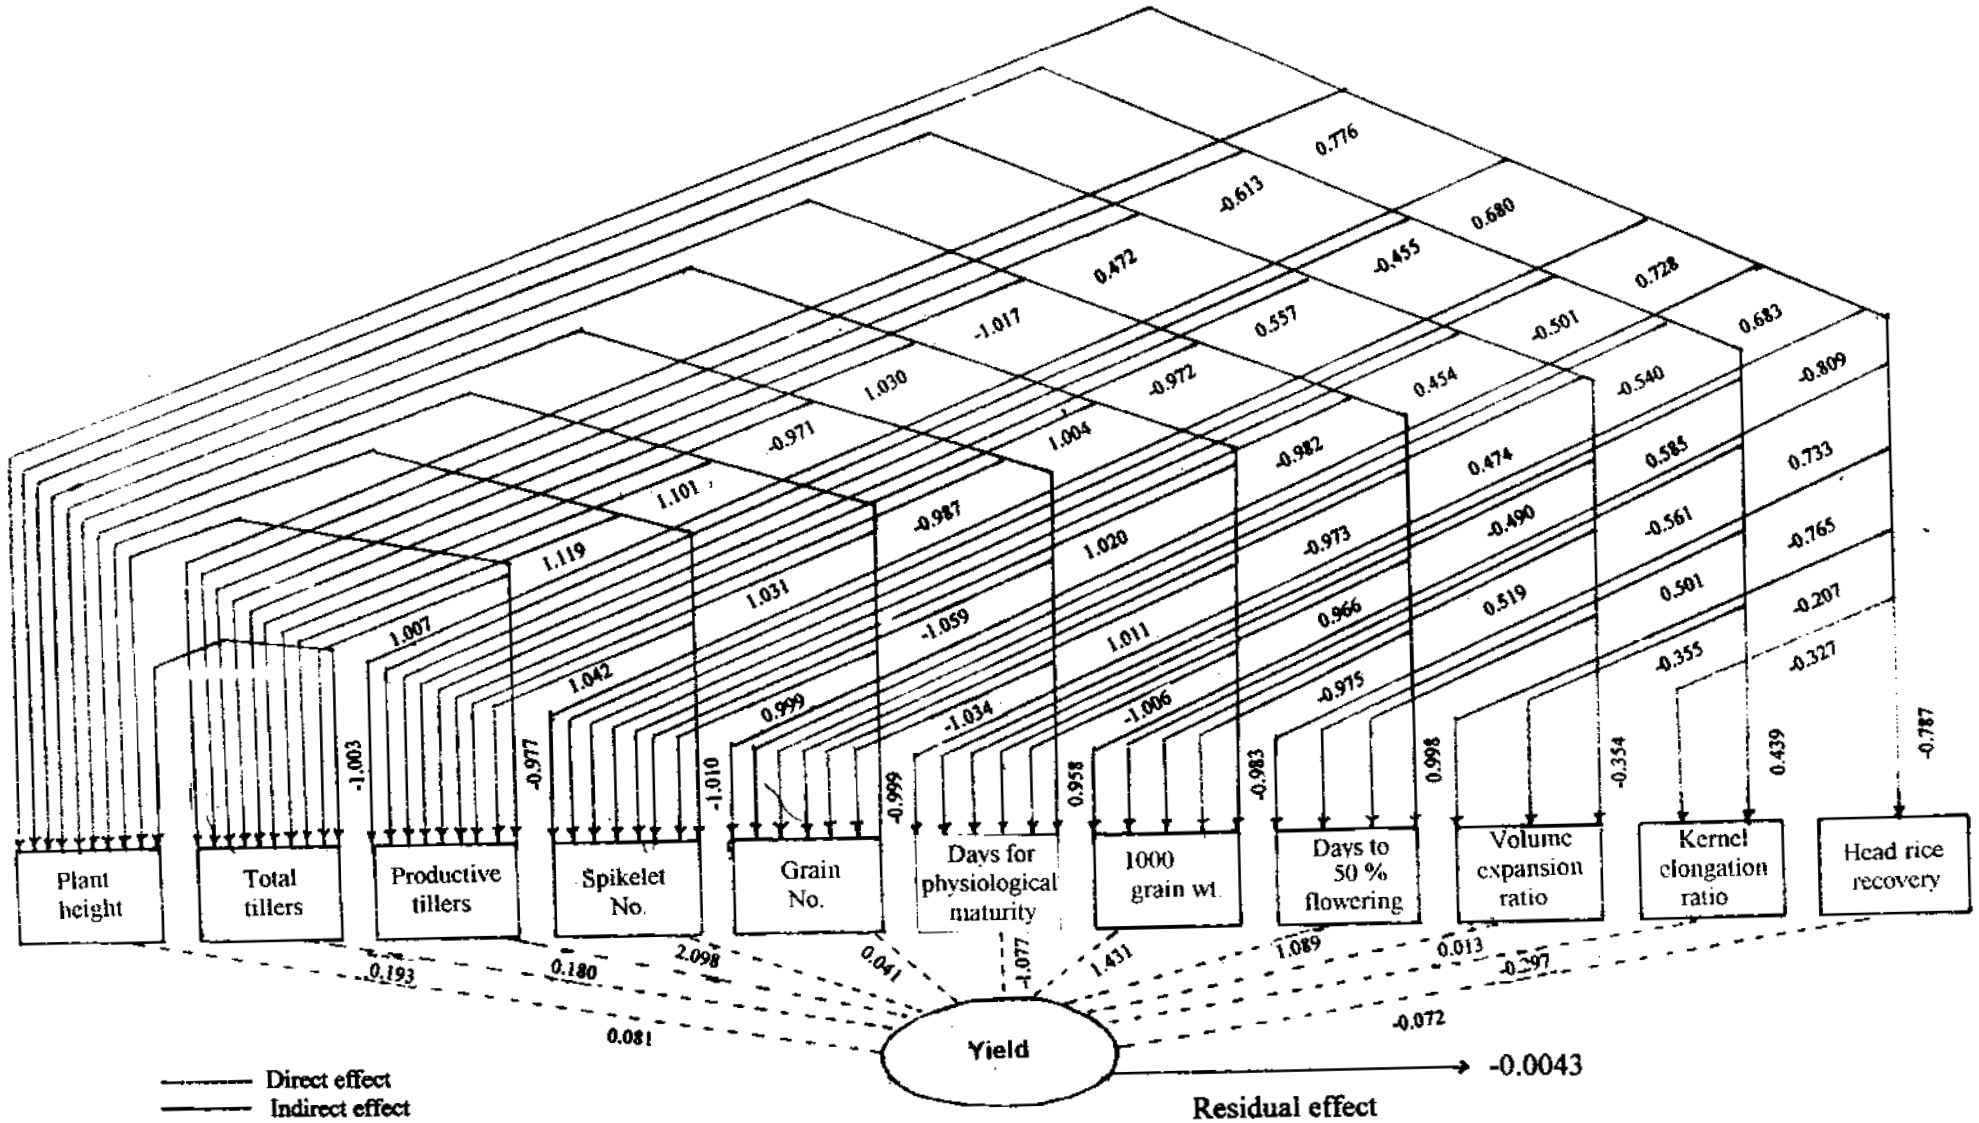 0.776
-0.613
0.680
0.472
-0.455
0.728
-1.017
0.557
-0.501
0.683
1.030
-0.972
0.454
-0.540
-0.809
-0.971
1.004
-0.982
0.474
0.585
0.733
1.101
-0.987
1.020
-0.973
-0.490
-0.561
-0.765
1.119
1.031
-1.059
1.011
0.966
0.519
0.501
-0.207
1.007
1.042
0.999
-1.034
-1.006
-0.975
-0.355
-0.327
-1.003
-0.977
-1.010
-0.999
0.958
-0.983
0.998
-0.354
0.439
-0.787
Plant
height
Total
tillers
Productive
tillers
Spikelet
No.
Grain
No.
Days for
physiological
maturity
1000
grain wt.
Days to
50 %
flowering
Volume
expansion
ratio
Kernel
elongation
ratio
Head rice
recovery
0.193
0.180
2.098
0.041
-1.077
1.431
1.089
0.013
-0.297
0.081
-0.072
Yield
-0.0043
Residual effect
Direct effect
Indirect effect